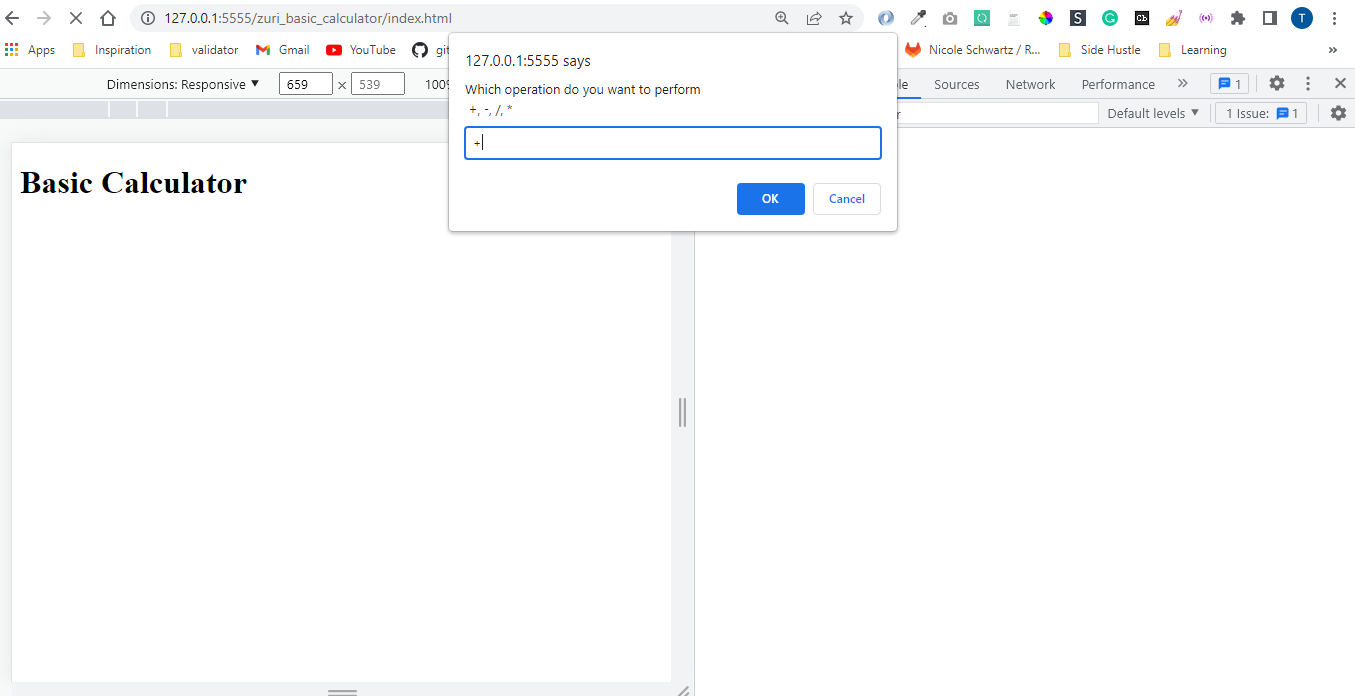 127.0.0.1:5555/zuri_basic_calculator/index.html
T
Apps Inspiration validator Gmail YouTube git Nicole Schwartz / R... Side Hustle Learning »
127.0.0.1:5555 says
Which operation do you want to perform
+, -, /, *
+
OK Cancel
Dimensions: Responsive ▼ 659 × 539 100%
Sources Network Performance » 1
Default levels ▼ 1 Issue: 1
Basic Calculator